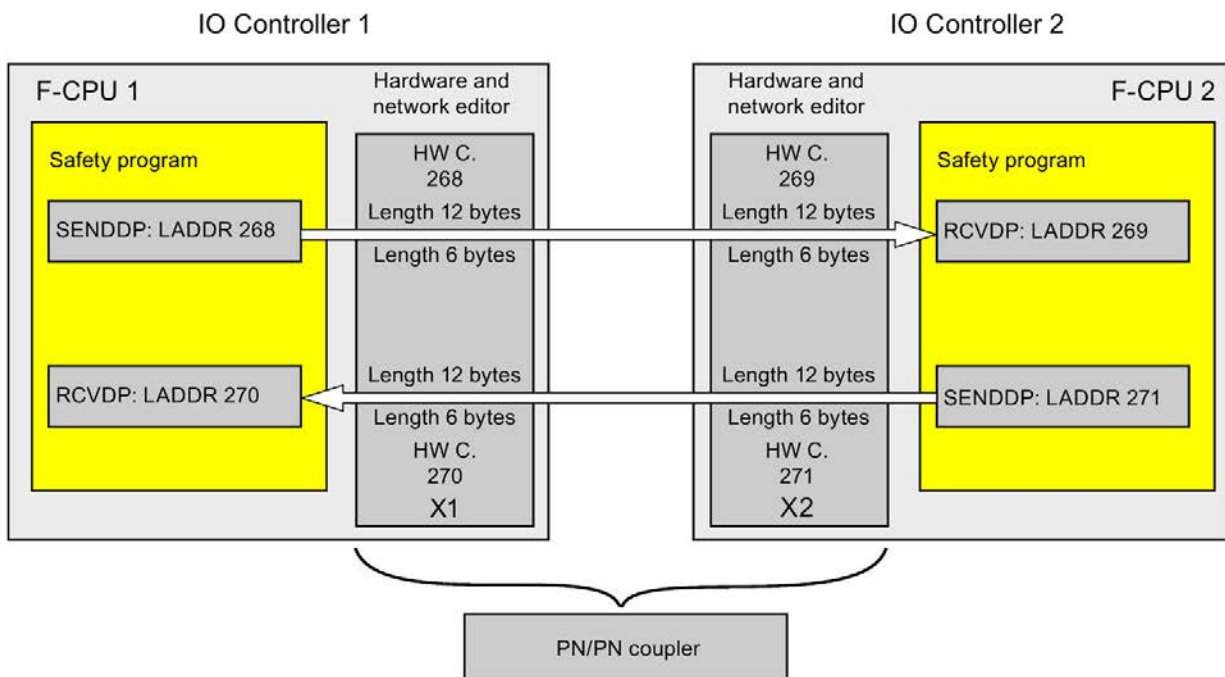 IO Controller 1
IO Controller 2
F-CPU 1
Hardware and
network editor
Safety program
SENDDP: LADDR 268
RCVDP: LADDR 270
HW C.
268
Length 12 bytes
Length 6 bytes
Length 12 bytes
Length 6 bytes
HW C.
270
X1
Hardware and
network editor
F-CPU 2
HW C.
269
Length 12 bytes
Length 6 bytes
Length 12 bytes
Length 6 bytes
HW C.
271
X2
Safety program
RCVDP: LADDR 269
SENDDP: LADDR 271
PN/PN coupler